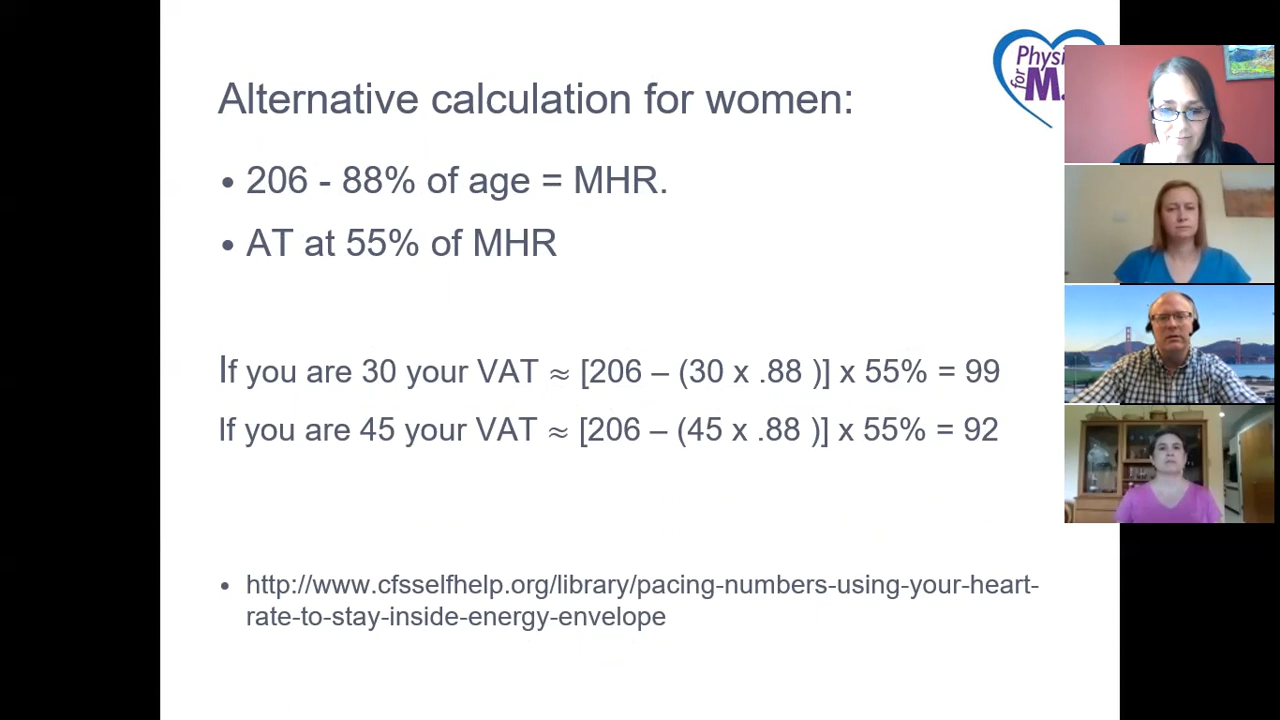 Physi
for M.
Alternative calculation for women:
• 206 - 88% of age = MHR.
• AT at 55% of MHR
If you are 30 your VAT ≈ [206 – (30 x .88 )] x 55% = 99
If you are 45 your VAT ≈ [206 – (45 x .88 )] x 55% = 92
• http://www.cfsselfhelp.org/library/pacing-numbers-using-your-heart-
rate-to-stay-inside-energy-envelope